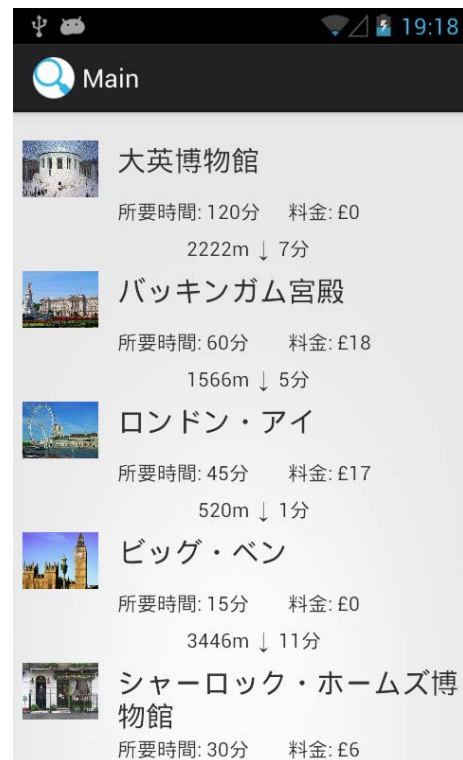 19:18
Main
大英博物館
所要時間: 120分 料金: £0
2222m ↓ 7分
バッキンガム宮殿
所要時間: 60分 料金: £18
1566m ↓ 5分
ロンドン・アイ
所要時間: 45分 料金: £17
520m ↓ 1分
ビッグ・ベン
所要時間: 15分 料金: £0
3446m ↓ 11分
シャーロック・ホームズ博
物館
所要時間: 30分 料金: £6